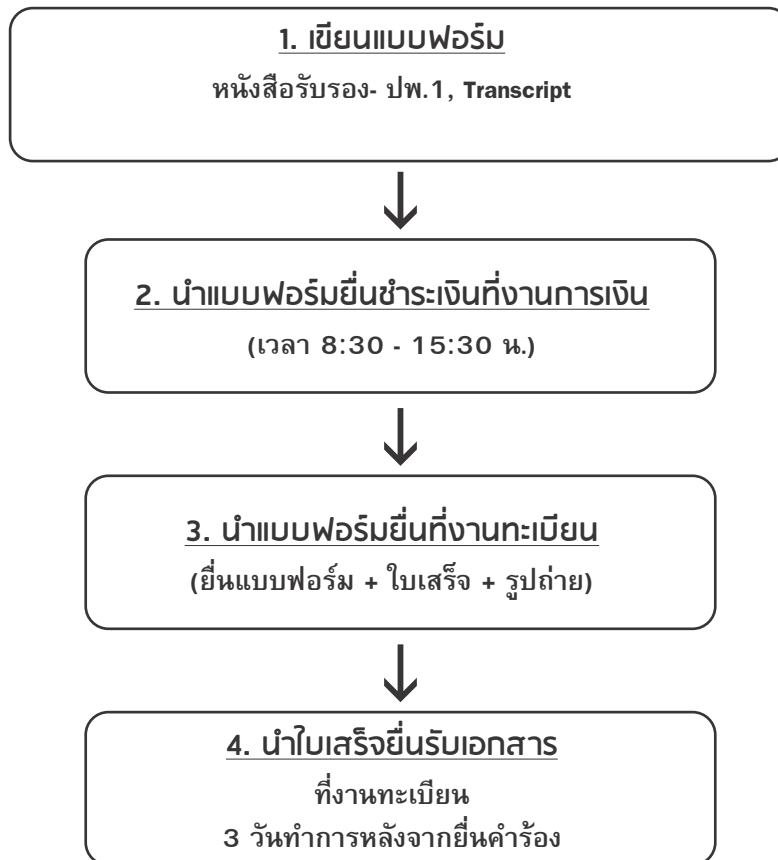 1. เขียนแบบฟอร์ม
หนังสือรับรอง- ปพ.1, Transcript
2. นำแบบฟอร์มยื่นชำระเงินที่งานการเงิน
(เวลา 8:30 - 15:30 น.)
3. นำแบบฟอร์มยื่นที่งานทะเบียน
(ยื่นแบบฟอร์ม + ใบเสร็จ + รูปถ่าย)
4. นำใบเสร็จยื่นรับเอกสาร
ที่งานทะเบียน
3 วันทำการหลังจากยื่นคำร้อง